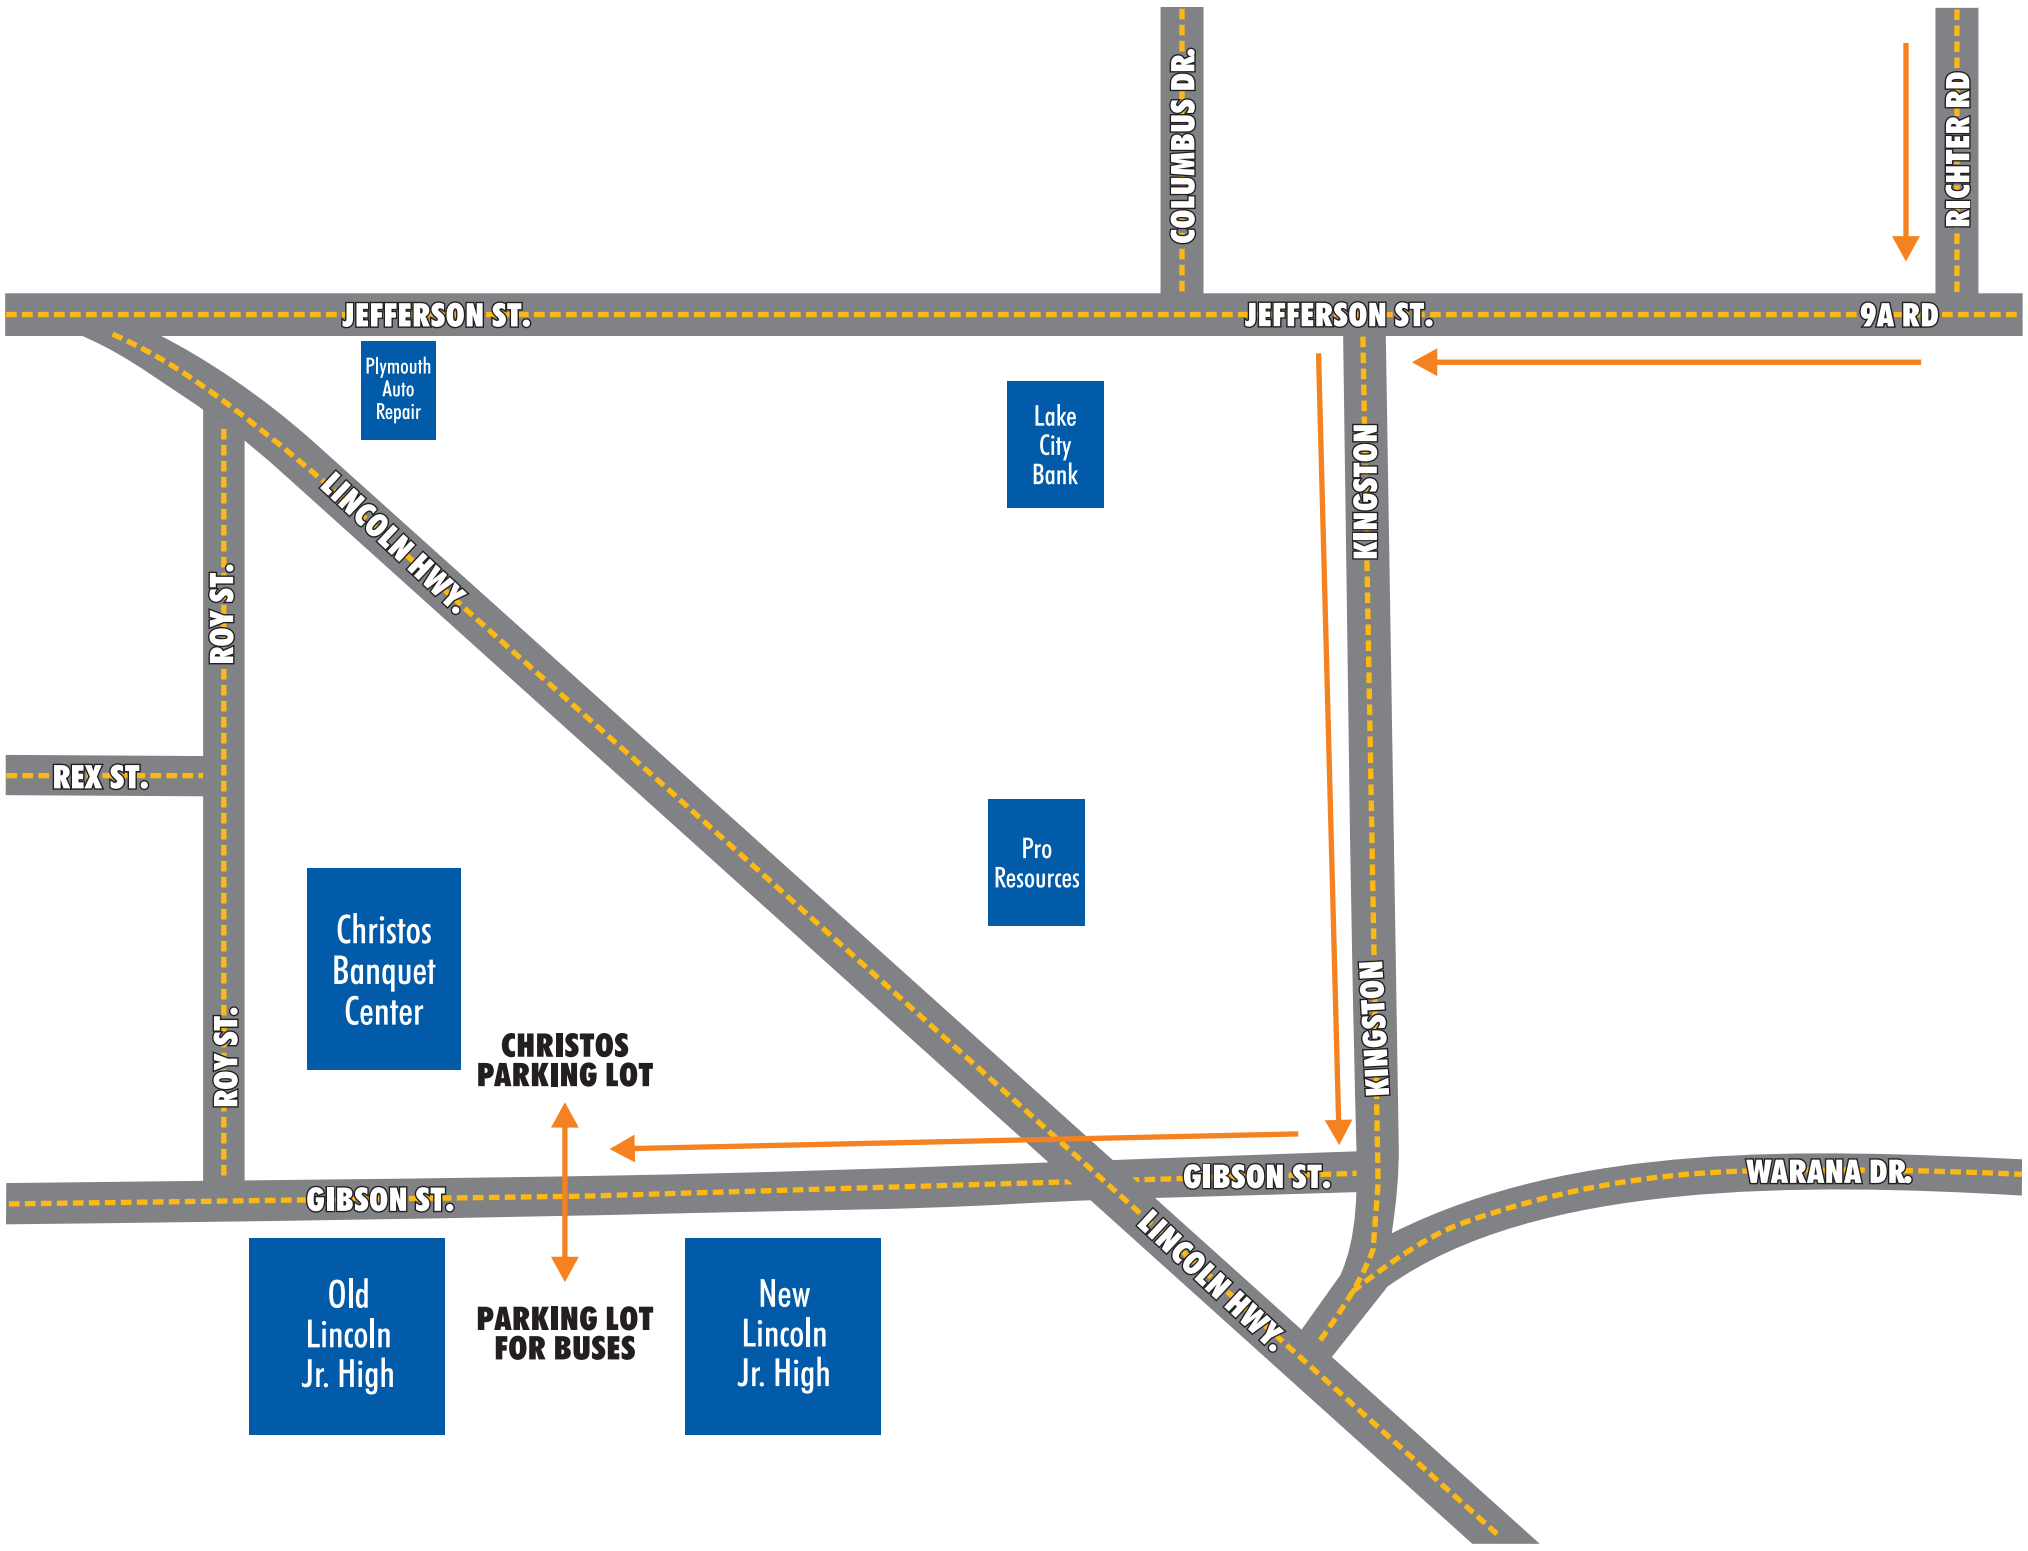 COLUMBUS DR.
RICHTER RD
JEFFERSON ST.
JEFFERSON ST.
9A RD
Plymouth
Auto
Repair
Lake
City
Bank
KINGSTON
LINCOLN HWY.
ROY ST.
REX ST.
Pro
Resources
Christos
Banquet
Center
KINGSTON
ROY ST.
CHRISTOS
PARKING LOT
GIBSON ST.
GIBSON ST.
WARANA DR.
LINCOLN HWY.
Old
Lincoln
Jr. High
PARKING LOT
FOR BUSES
New
Lincoln
Jr. High